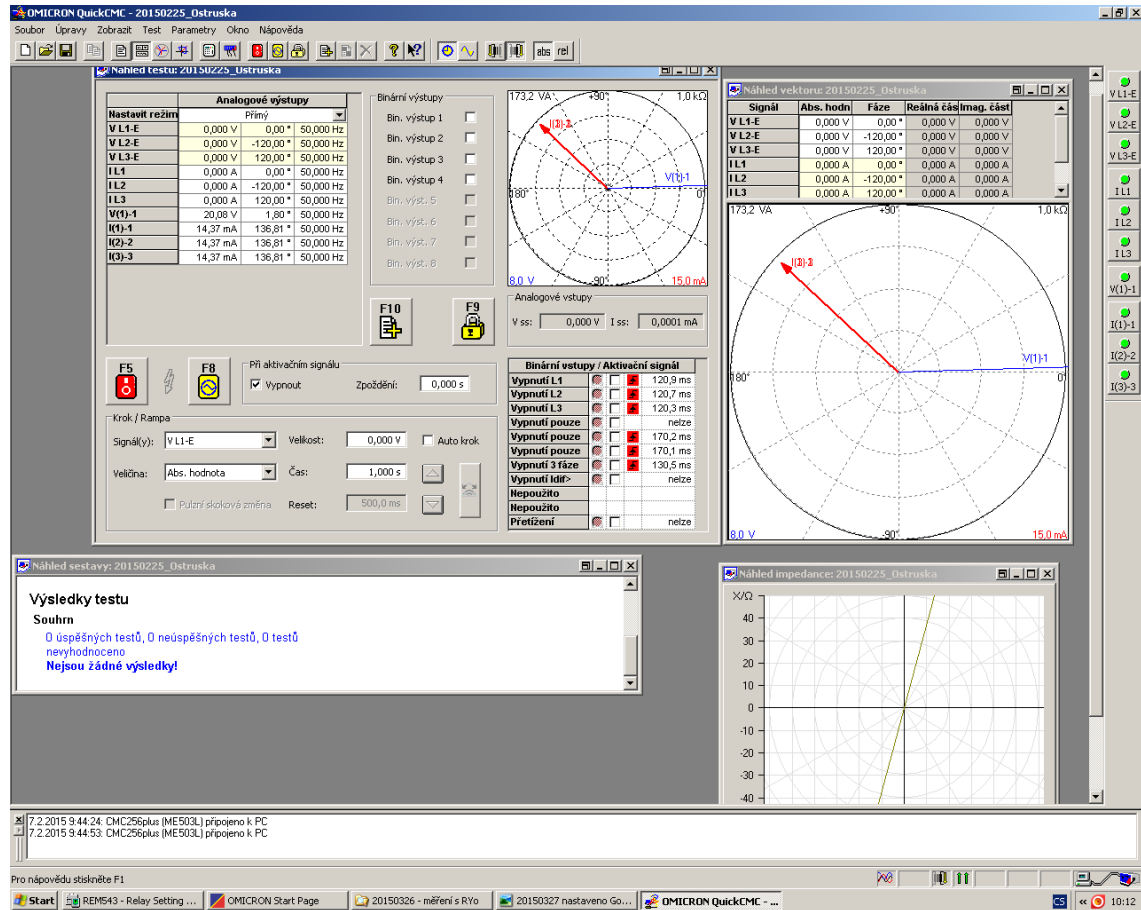 OMICRON QuickCMC - 20150225_Ostruska
Soubor Úpravy Zobrazit Test Parametry Okno Nápověda
abs rel
Náhled testu: 20150225_Ostruska
Analogové výstupy
Nastavit režim Přímý
V L1-E 0,000 V 0,00 ° 50,000 Hz
V L2-E 0,000 V -120,00 ° 50,000 Hz
V L3-E 0,000 V 120,00 ° 50,000 Hz
I L1 0,000 A 0,00 ° 50,000 Hz
I L2 0,000 A -120,00 ° 50,000 Hz
I L3 0,000 A 120,00 ° 50,000 Hz
V(1)-1 20,08 V 1,80 ° 50,000 Hz
I(1)-1 14,37 mA 136,81 ° 50,000 Hz
I(2)-2 14,37 mA 136,81 ° 50,000 Hz
I(3)-3 14,37 mA 136,81 ° 50,000 Hz
Binární výstupy
Bin. výstup 1
Bin. výstup 2
Bin. výstup 3
Bin. výstup 4
Bin. výst. 5
Bin. výst. 6
Bin. výst. 7
Bin. výst. 8
173,2 VA +90° 1,0 kΩ
V(1)-1
180° 0°
8,0 V -90° 15,0 mA
F10
F9
Analogové vstupy
V ss: 0,000 V I ss: 0,0001 mA
F5
F8
Při aktivačním signálu
Vypnout Zpoždění: 0,000 s
Krok / Rampa
Signál(y): V L1-E Velikost: 0,000 V Auto krok
Veličina: Abs. hodnota Čas: 1,000 s
Pulzní skoková změna Reset: 500,0 ms
Binární vstupy / Aktivační signál
Vypnutí L1 120,9 ms
Vypnutí L2 120,7 ms
Vypnutí L3 120,3 ms
Vypnutí pouze nelze
Vypnutí pouze 170,2 ms
Vypnutí pouze 170,1 ms
Vypnutí 3 fáze 130,5 ms
Vypnutí Idif> nelze
Nepoužito
Nepoužito
Přetížení nelze
Náhled vektoru: 20150225_Ostruska
Signál Abs. hodn Fáze Reálná čás Imag. část
V L1-E 0,000 V 0,00 ° 0,000 V 0,000 V
V L2-E 0,000 V -120,00 ° 0,000 V 0,000 V
V L3-E 0,000 V 120,00 ° 0,000 V 0,000 V
I L1 0,000 A 0,00 ° 0,000 A 0,000 A
I L2 0,000 A -120,00 ° 0,000 A 0,000 A
I L3 0,000 A 120,00 ° 0,000 A 0,000 A
173,2 VA +90° 1,0 kΩ
V(1)-1
180° 0°
8,0 V -90° 15,0 mA
V L1-E
V L2-E
V L3-E
I L1
I L2
I L3
V(1)-1
I(1)-1
I(2)-2
I(3)-3
Náhled sestavy: 20150225_Ostruska
Výsledky testu
Souhrn
0 úspěšných testů, 0 neúspěšných testů, 0 testů
nevyhodnoceno
Nejsou žádné výsledky!
Náhled impedance: 20150225_Ostruska
X/Ω
40
30
20
10
0
-10
-20
-30
-40
7.2.2015 9:44:24: CMC256plus (ME503L) připojeno k PC
7.2.2015 9:44:53: CMC256plus (ME503L) připojeno k PC
Pro nápovědu stiskněte F1
Start REM543 - Relay Setting ... OMICRON Start Page 20150326 - měření s RYo 20150327 nastaveno Go... OMICRON QuickCMC - ... CS « 10:12